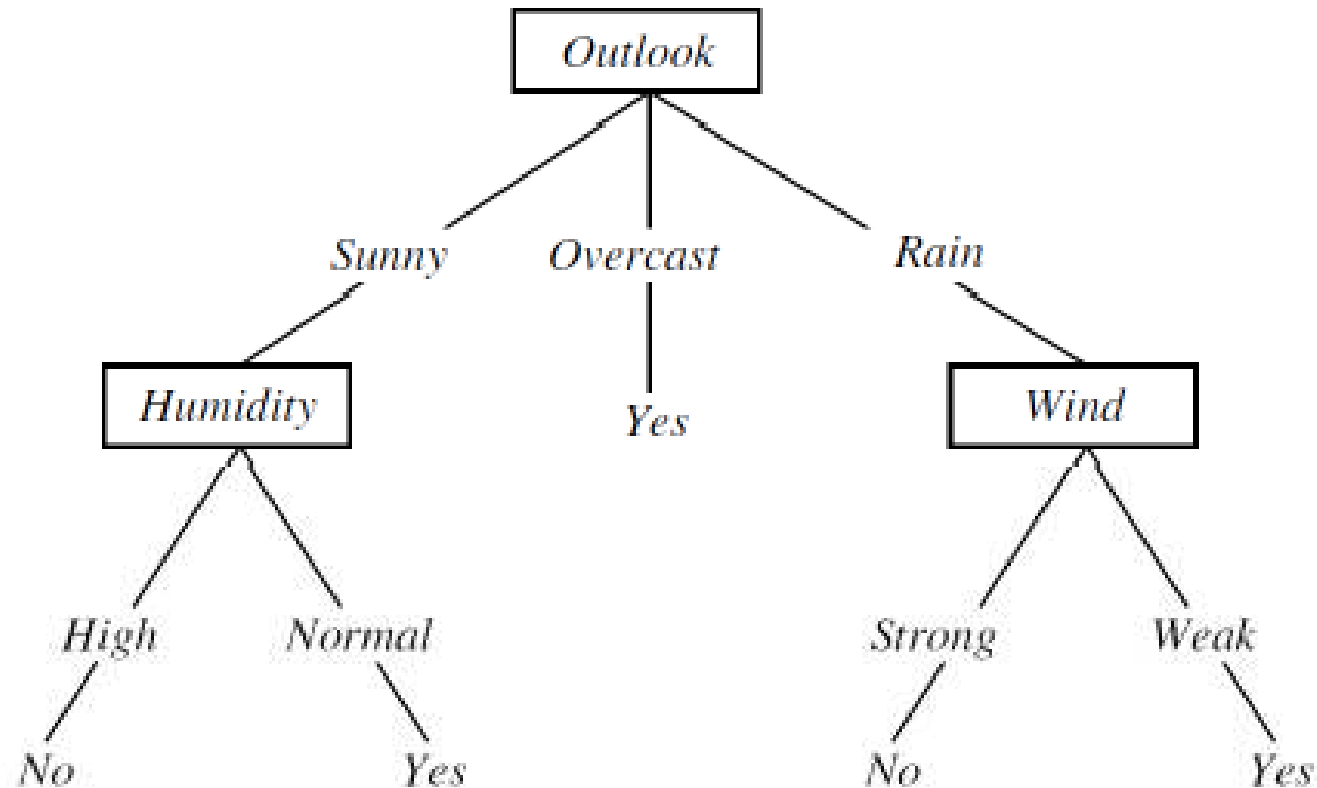 Outlook
Sunny Overcast Rain
Humidity Yes Wind
High Normal Strong Weak
No Yes No Yes